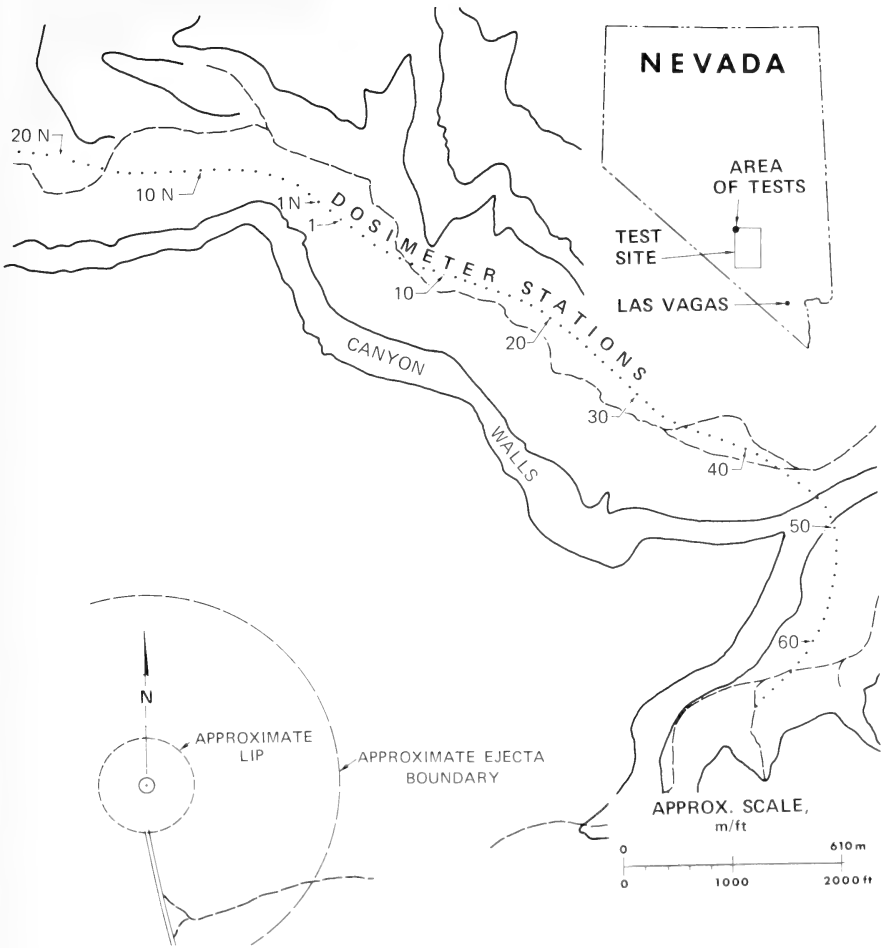 NEVADA
AREA
OF TESTS
TEST
SITE
LAS VAGAS
20 N
10 N
1 N
1
DOSIMETER STATIONS
10
20
30
40
50
60
CANYON
WALLS
N
APPROXIMATE
LIP
APPROXIMATE EJECTA
BOUNDARY
APPROX. SCALE,
m/ft
0 610 m
0 1000 2000 ft